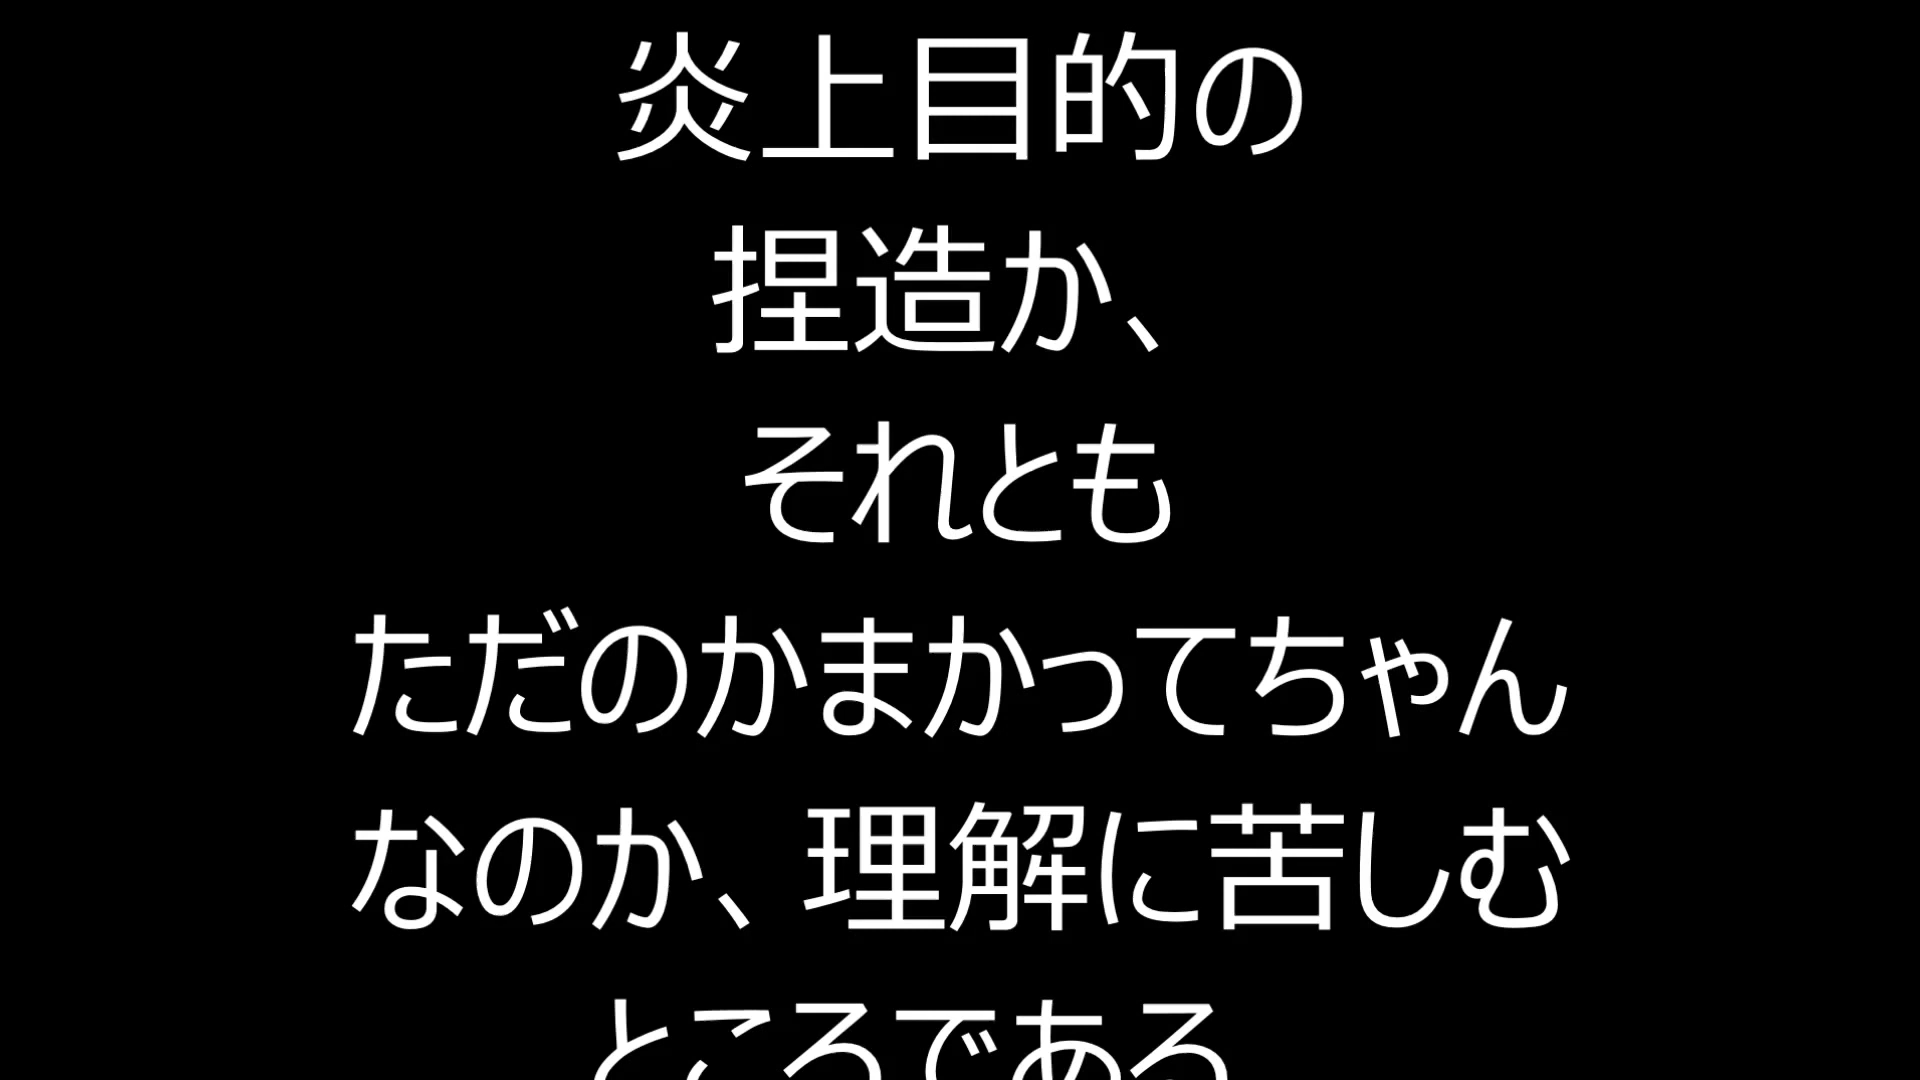 炎上目的の
捏造か、
それとも
ただのかまかってちゃん
なのか、理解に苦しむ
ところである